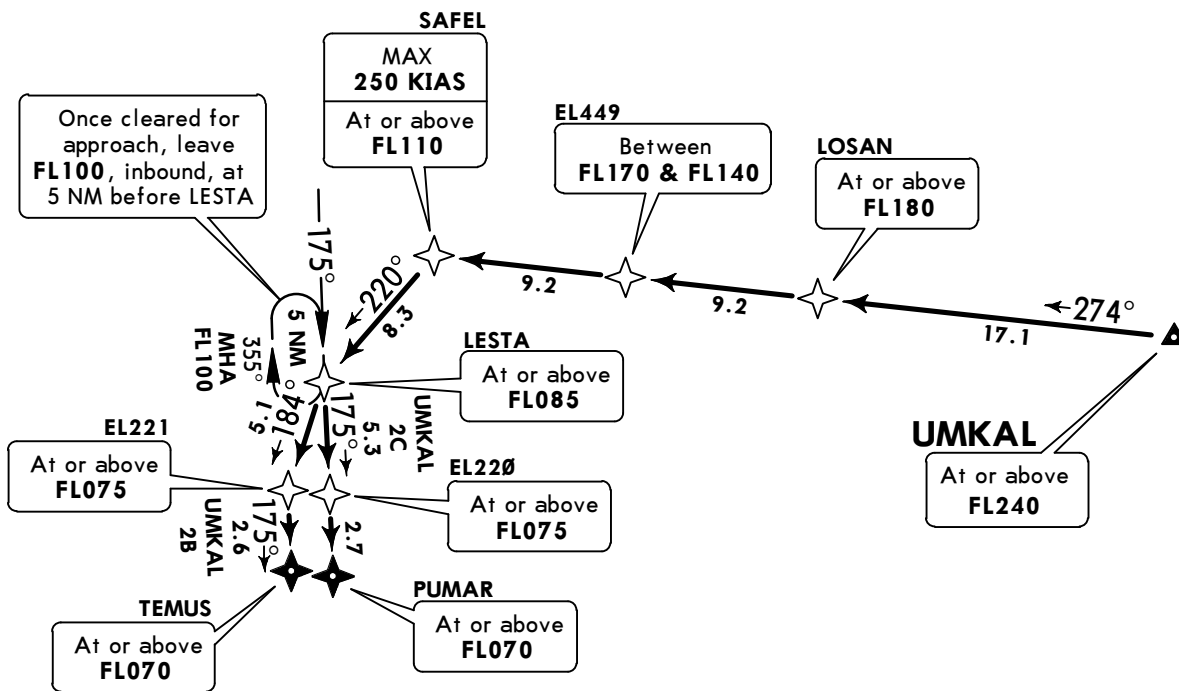 SAFEL
MAX
250 KIAS
At or above
FL110
Once cleared for
approach, leave
FL100, inbound, at
5 NM before LESTA
EL449
Between
FL170 & FL140
LOSAN
At or above
FL180
175°
220°
8.3
9.2
9.2
274°
17.1
5 NM
355°
MHA
FL100
LESTA
At or above
FL085
UMKAL
At or above
FL240
5.1
184°
175°
5.3
UMKAL
2C
EL221
At or above
FL075
EL22Ø
At or above
FL075
175°
2.6
UMKAL
2B
2.7
TEMUS
At or above
FL070
PUMAR
At or above
FL070